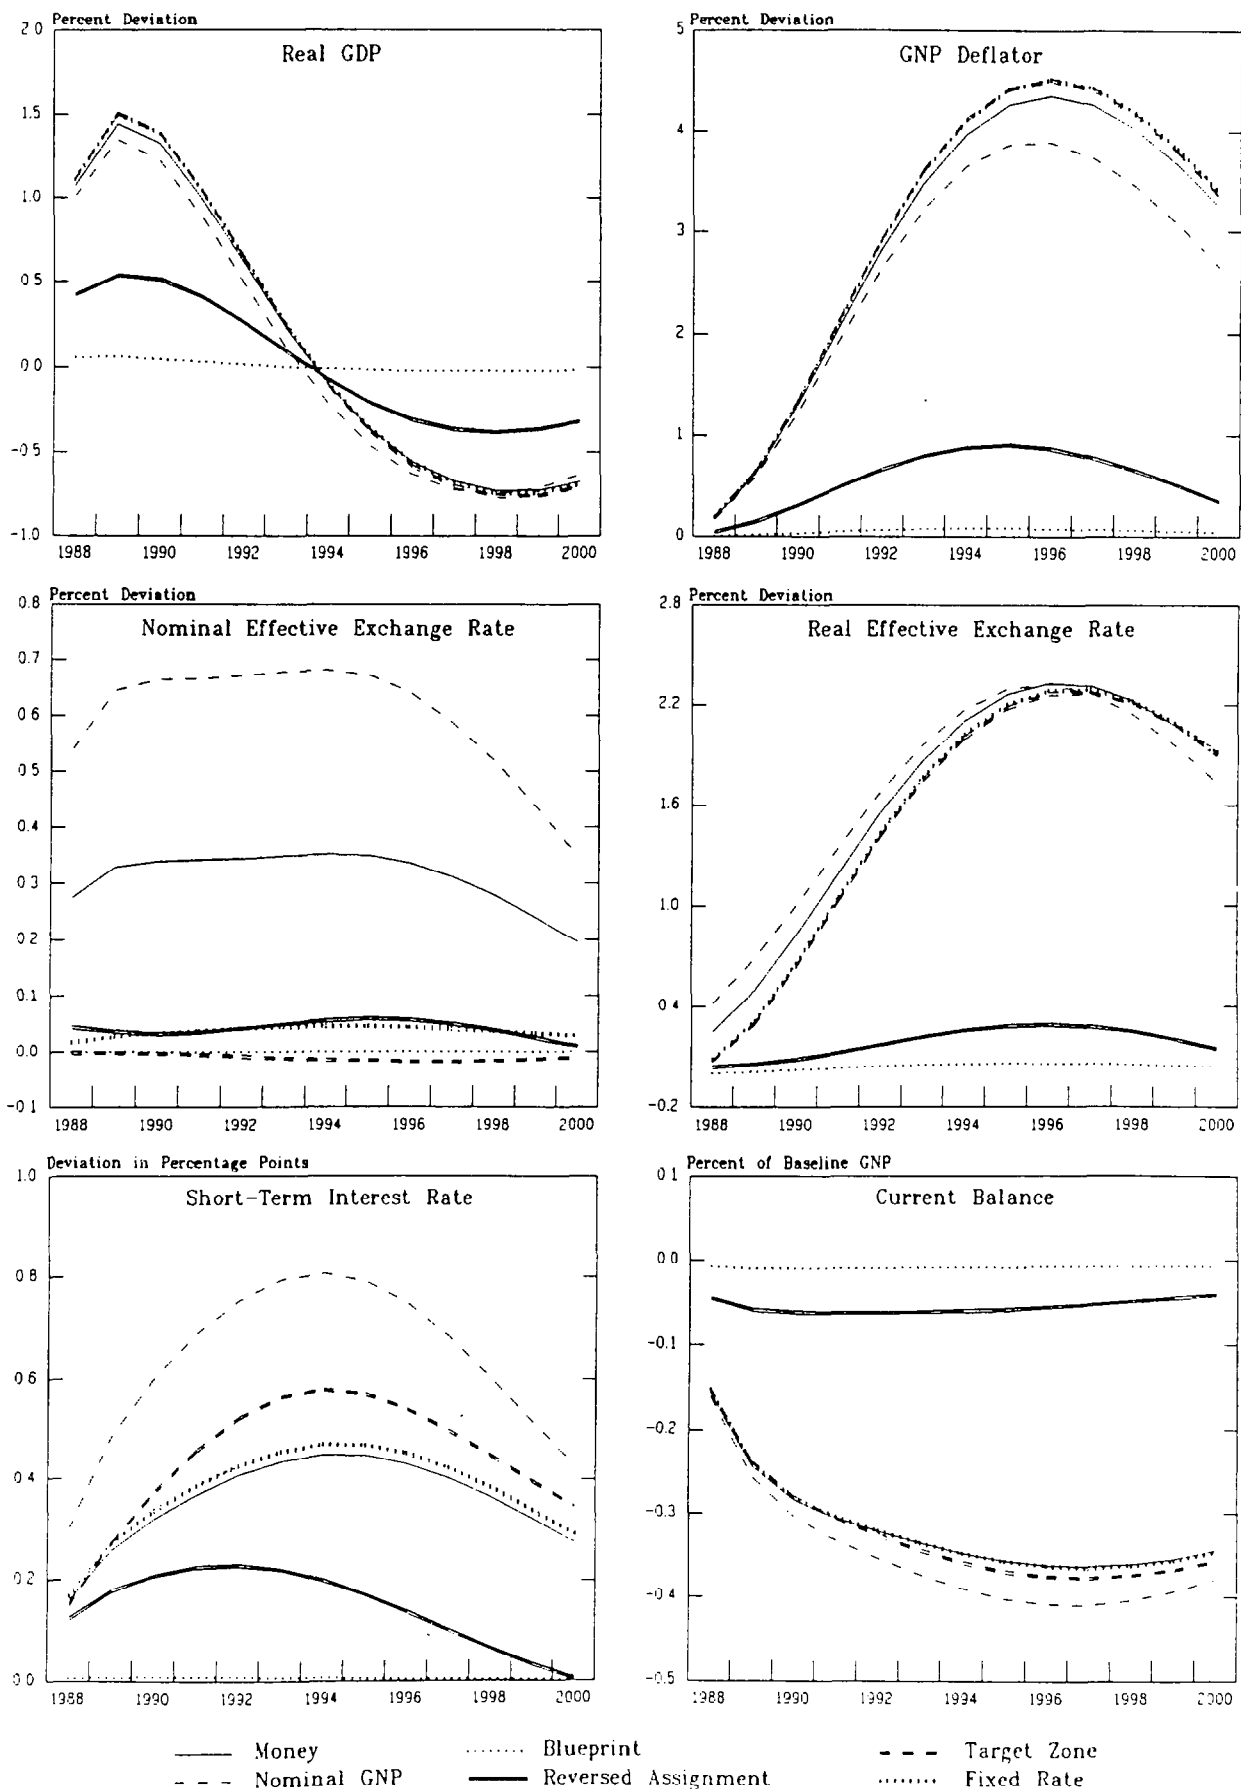 Percent Deviation
Real GDP
2.0
1.5
1.0
0.5
0.0
-0.5
-1.0
1988 1990 1992 1994 1996 1998 2000
Percent Deviation
GNP Deflator
5
4
3
2
1
0
1988 1990 1992 1994 1996 1998 2000
Percent Deviation
Nominal Effective Exchange Rate
0.8
0.7
0.6
0.5
0.4
0.3
0.2
0.1
0.0
-0.1
1988 1990 1992 1994 1996 1998 2000
Percent Deviation
Real Effective Exchange Rate
2.8
2.2
1.6
1.0
0.4
-0.2
1988 1990 1992 1994 1996 1998 2000
Deviation in Percentage Points
Short-Term Interest Rate
1.0
0.8
0.6
0.4
0.2
0.0
1988 1990 1992 1994 1996 1998 2000
Percent of Baseline GNP
Current Balance
0.1
0.0
-0.1
-0.2
-0.3
-0.4
-0.5
1988 1990 1992 1994 1996 1998 2000
Money Blueprint Target Zone
Nominal GNP Reversed Assignment Fixed Rate